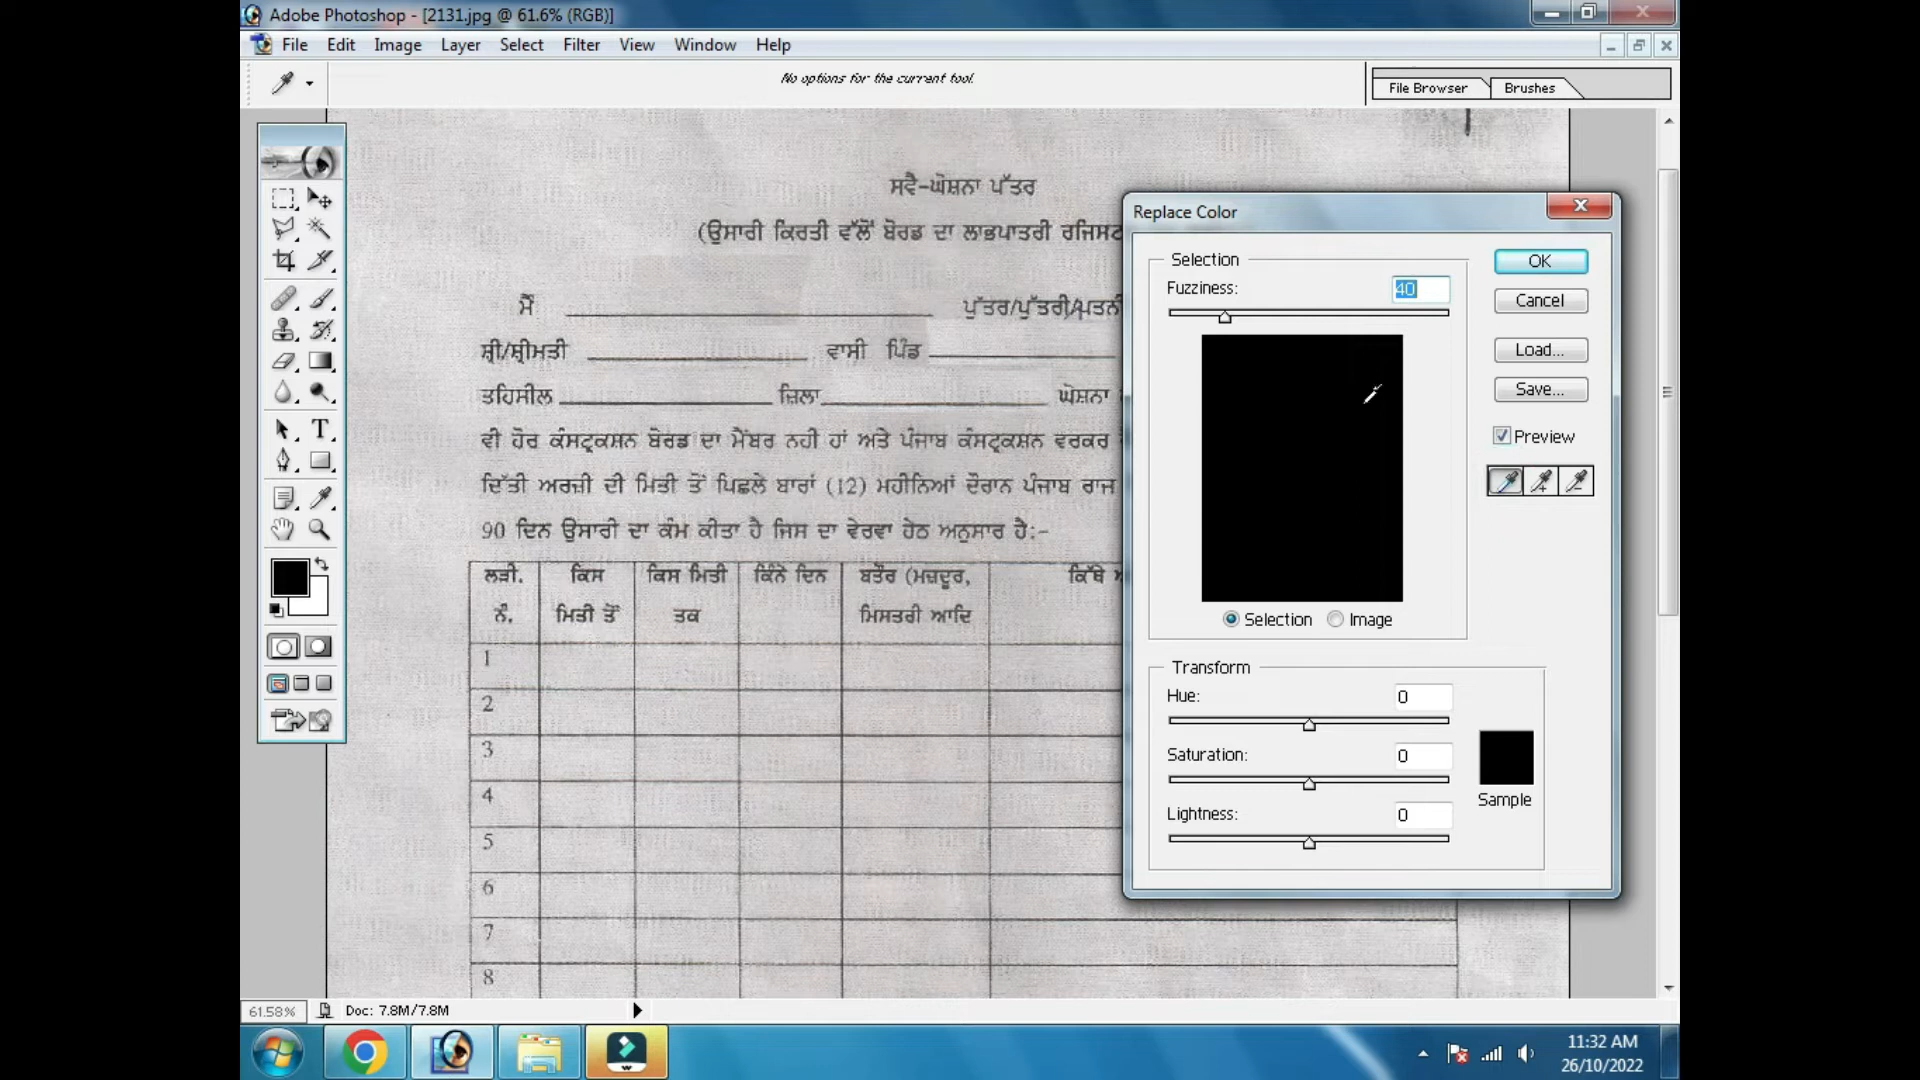 Adobe Photoshop - [2131.jpg @ 61.6% (RGB)]
File Edit Image Layer Select Filter View Window Help
No options for the current tool.
File Browser Brushes
ਸਵੈ-ਘੋਸ਼ਨਾ ਪੱਤਰ
(ਉਸਾਰੀ ਕਿਰਤੀ ਵੱਲੋਂ ਬੋਰਡ ਦਾ ਲਾਭਪਾਤਰੀ ਰਜਿਸਟ
ਮੈਂ ਪੁੱਤਰ/ਪੁੱਤਰੀ/ਪਤਨੀ
ਸ਼੍ਰੀ/ਸ਼੍ਰੀਮਤੀ ਵਾਸੀ ਪਿੰਡ
ਤਹਿਸੀਲ ਜ਼ਿਲਾ ਘੋਸ਼ਨਾ
ਵੀ ਹੋਰ ਕੰਸਟ੍ਰਕਸ਼ਨ ਬੋਰਡ ਦਾ ਮੈਂਬਰ ਨਹੀ ਹਾਂ ਅਤੇ ਪੰਜਾਬ ਕੰਸਟ੍ਰਕਸ਼ਨ ਵਰਕਰ
ਦਿੱਤੀ ਅਰਜ਼ੀ ਦੀ ਮਿਤੀ ਤੋਂ ਪਿਛਲੇ ਬਾਰਾਂ (12) ਮਹੀਨਿਆਂ ਦੌਰਾਨ ਪੰਜਾਬ ਰਾਜ
90 ਦਿਨ ਉਸਾਰੀ ਦਾ ਕੰਮ ਕੀਤਾ ਹੈ ਜਿਸ ਦਾ ਵੇਰਵਾ ਹੇਠ ਅਨੁਸਾਰ ਹੈ:-
ਲੜੀ. ਕਿਸ ਕਿਸ ਮਿਤੀ ਕਿੰਨੇ ਦਿਨ ਬਤੌਰ (ਮਜ਼ਦੂਰ, ਕਿੱਥੇ
ਨੰ. ਮਿਤੀ ਤੋਂ ਤਕ ਮਿਸਤਰੀ ਆਦਿ
1
2
3
4
5
6
7
8
Replace Color
Selection
Fuzziness: 40
OK
Cancel
Load...
Save...
Preview
Selection Image
Transform
Hue: 0
Saturation: 0
Lightness: 0
Sample
61.58% Doc: 7.8M/7.8M
11:32 AM
26/10/2022